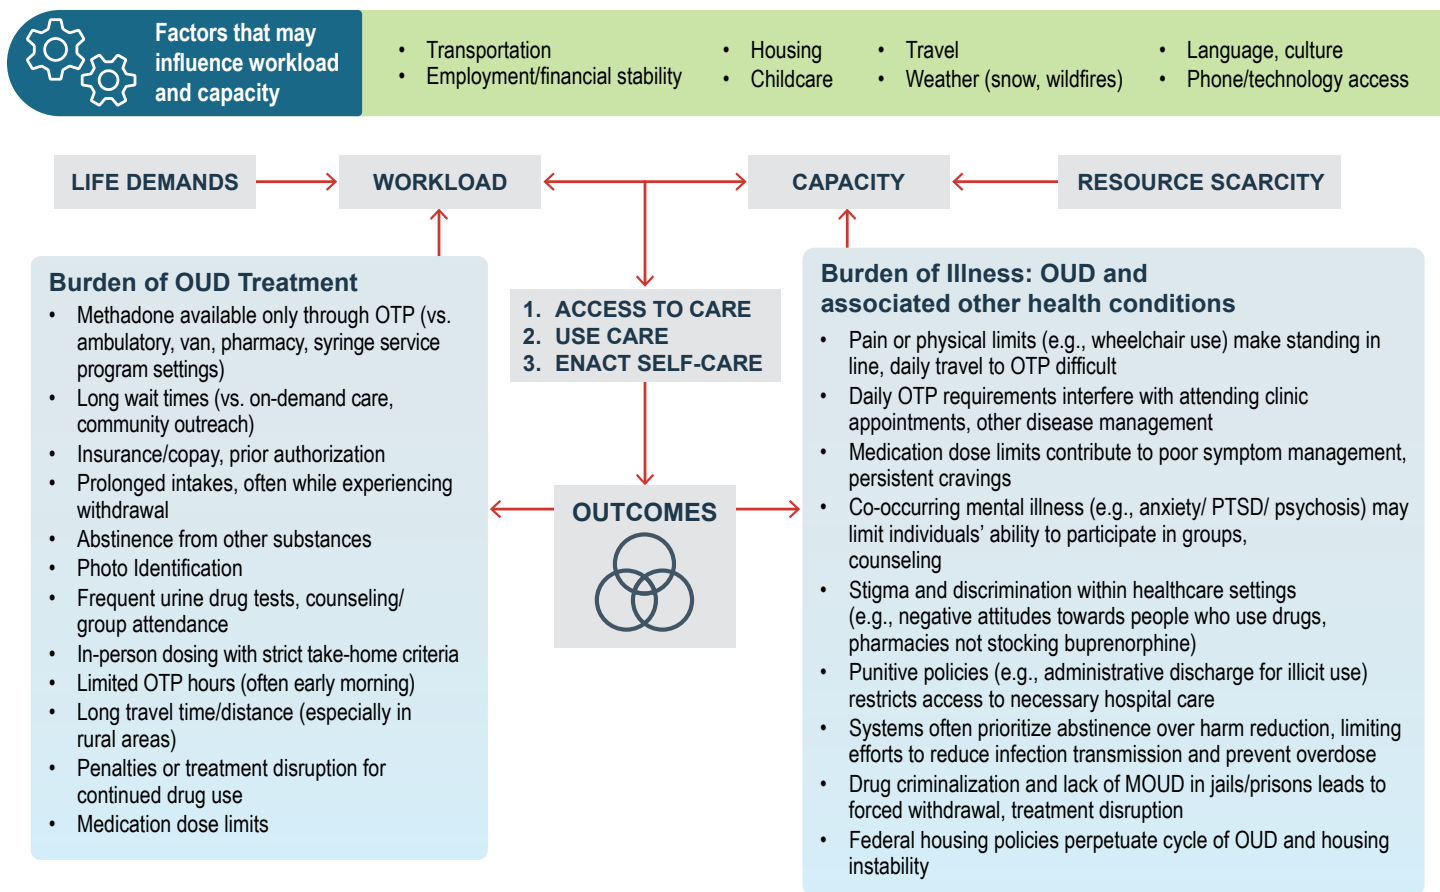 Factors that may
influence workload
and capacity
• Transportation
• Employment/financial stability
• Housing
• Childcare
• Travel
• Weather (snow, wildfires)
• Language, culture
• Phone/technology access
LIFE DEMANDS
WORKLOAD
CAPACITY
RESOURCE SCARCITY
Burden of OUD Treatment
• Methadone available only through OTP (vs.
ambulatory, van, pharmacy, syringe service
program settings)
• Long wait times (vs. on-demand care,
community outreach)
• Insurance/copay, prior authorization
• Prolonged intakes, often while experiencing
withdrawal
• Abstinence from other substances
• Photo Identification
• Frequent urine drug tests, counseling/
group attendance
• In-person dosing with strict take-home criteria
• Limited OTP hours (often early morning)
• Long travel time/distance (especially in
rural areas)
• Penalties or treatment disruption for
continued drug use
• Medication dose limits
1. ACCESS TO CARE
2. USE CARE
3. ENACT SELF-CARE
OUTCOMES
Burden of Illness: OUD and
associated other health conditions
• Pain or physical limits (e.g., wheelchair use) make standing in
line, daily travel to OTP difficult
• Daily OTP requirements interfere with attending clinic
appointments, other disease management
• Medication dose limits contribute to poor symptom management,
persistent cravings
• Co-occurring mental illness (e.g., anxiety/ PTSD/ psychosis) may
limit individuals’ ability to participate in groups,
counseling
• Stigma and discrimination within healthcare settings
(e.g., negative attitudes towards people who use drugs,
pharmacies not stocking buprenorphine)
• Punitive policies (e.g., administrative discharge for illicit use)
restricts access to necessary hospital care
• Systems often prioritize abstinence over harm reduction, limiting
efforts to reduce infection transmission and prevent overdose
• Drug criminalization and lack of MOUD in jails/prisons leads to
forced withdrawal, treatment disruption
• Federal housing policies perpetuate cycle of OUD and housing
instability